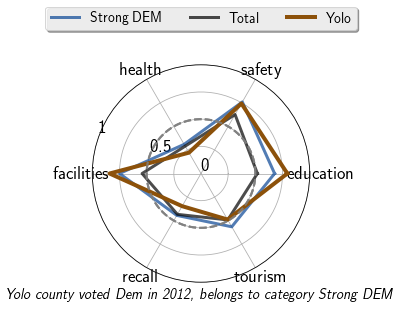 Strong DEM Total Yolo
health safety
1
0.5
0
facilities education
recall tourism
Yolo county voted Dem in 2012, belongs to category Strong DEM